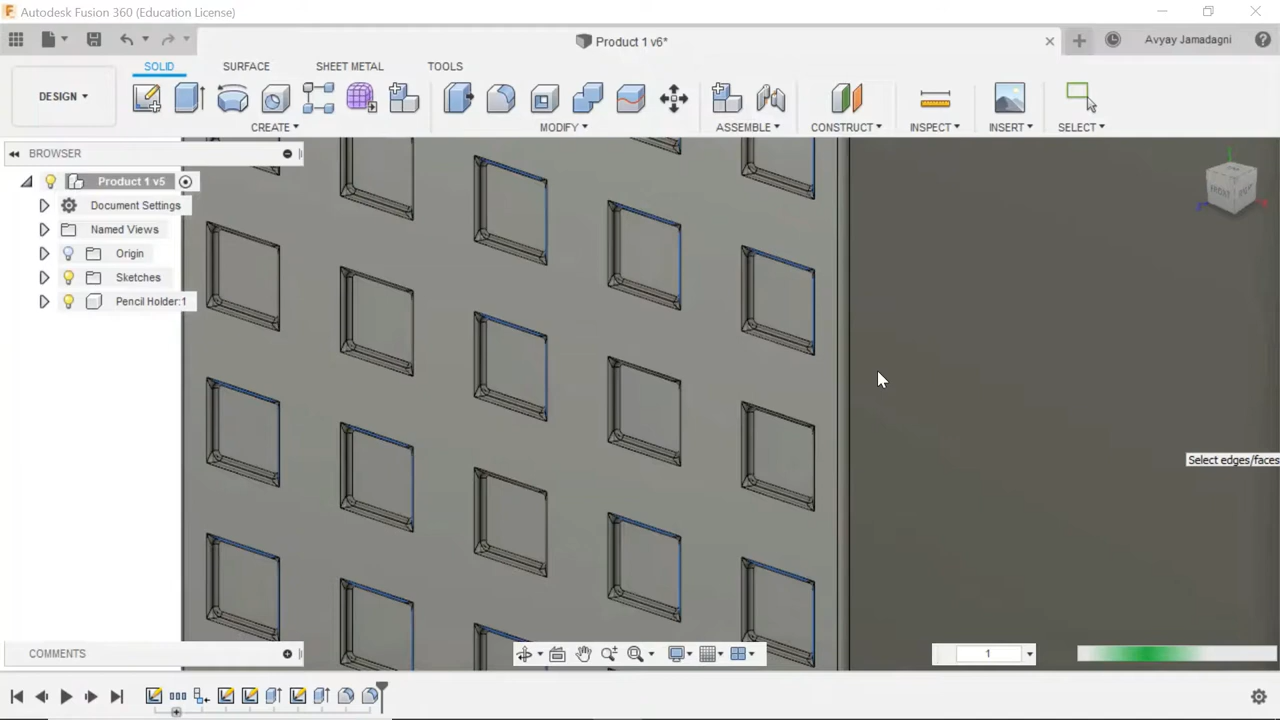 Autodesk Fusion 360 (Education License)
Product 1 v6*
Avyay Jamadagni
DESIGN
SOLID
SURFACE
SHEET METAL
TOOLS
CREATE
MODIFY
ASSEMBLE
CONSTRUCT
INSPECT
INSERT
SELECT
BROWSER
Product 1 v5
Document Settings
Named Views
Origin
Sketches
Pencil Holder:1
FRONT
Select edges/faces
COMMENTS
1